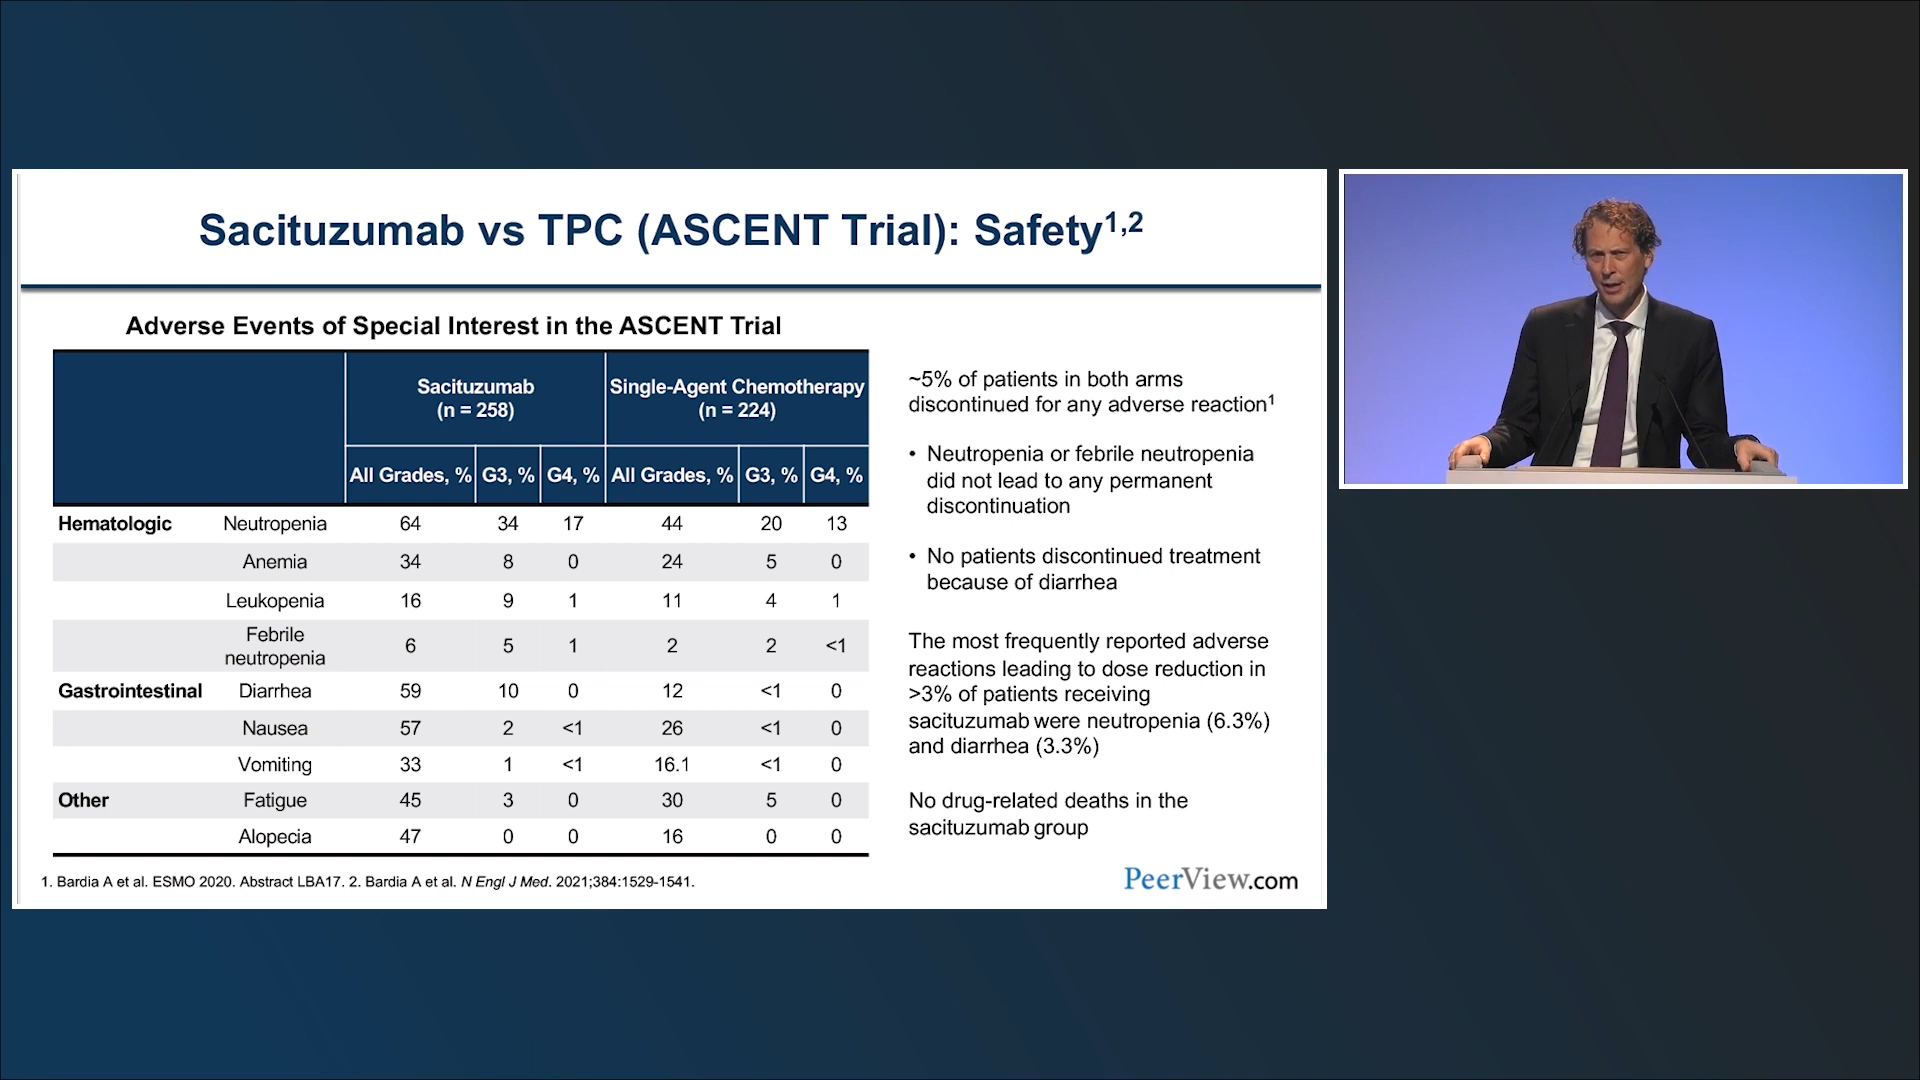 Sacituzumab vs TPC (ASCENT Trial): Safety1,2
Adverse Events of Special Interest in the ASCENT Trial
Sacituzumab (n = 258) Single-Agent Chemotherapy (n = 224)
All Grades, % G3, % G4, % All Grades, % G3, % G4, %
Hematologic Neutropenia 64 34 17 44 20 13
Anemia 34 8 0 24 5 0
Leukopenia 16 9 1 11 4 1
Febrile neutropenia 6 5 1 2 2 <1
Gastrointestinal Diarrhea 59 10 0 12 <1 0
Nausea 57 2 <1 26 <1 0
Vomiting 33 1 <1 16.1 <1 0
Other Fatigue 45 3 0 30 5 0
Alopecia 47 0 0 16 0 0
~5% of patients in both arms
discontinued for any adverse reaction1
• Neutropenia or febrile neutropenia
did not lead to any permanent
discontinuation
• No patients discontinued treatment
because of diarrhea
The most frequently reported adverse
reactions leading to dose reduction in
>3% of patients receiving
sacituzumab were neutropenia (6.3%)
and diarrhea (3.3%)
No drug-related deaths in the
sacituzumab group
1. Bardia A et al. ESMO 2020. Abstract LBA17. 2. Bardia A et al. N Engl J Med. 2021;384:1529-1541.
PeerView.com